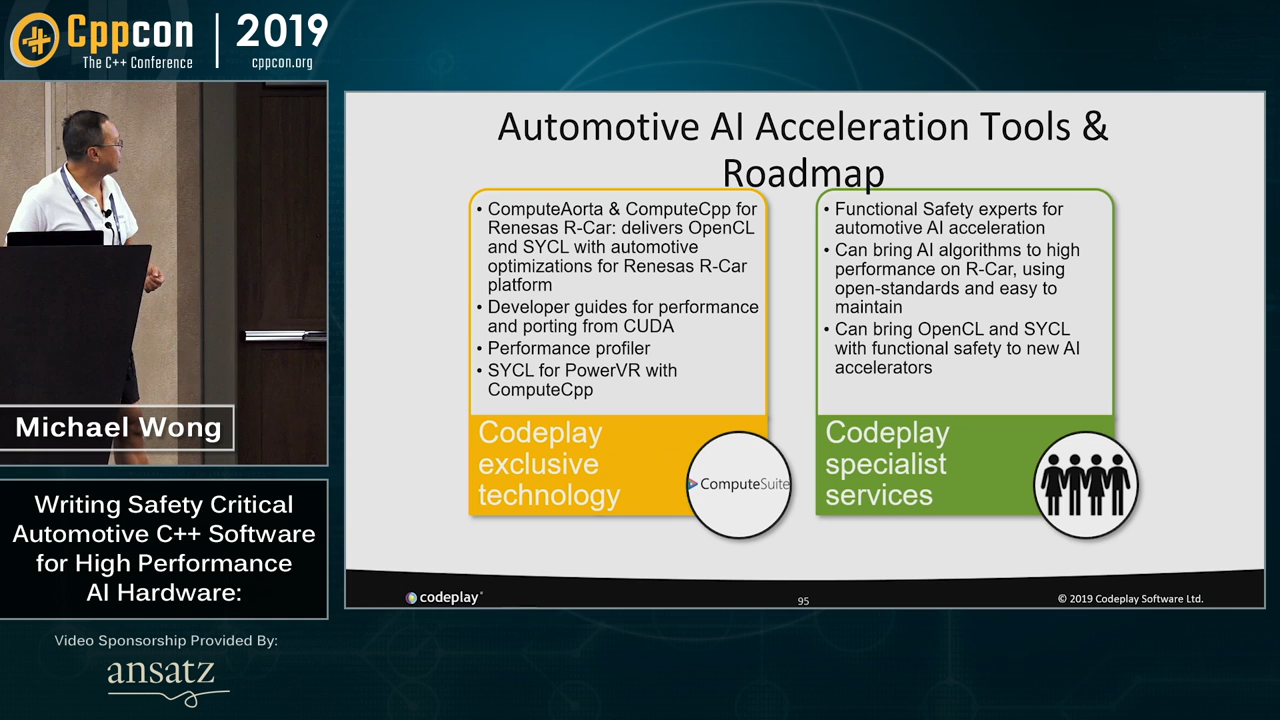 Cppcon
The C++ Conference
2019
cppcon.org
Michael Wong
Writing Safety Critical
Automotive C++ Software
for High Performance
AI Hardware:
Video Sponsorship Provided By:
ansatz
Automotive AI Acceleration Tools &
Roadmap
• ComputeAorta & ComputeCpp for
Renesas R-Car: delivers OpenCL
and SYCL with automotive
optimizations for Renesas R-Car
platform
• Developer guides for performance
and porting from CUDA
• Performance profiler
• SYCL for PowerVR with
ComputeCpp
Codeplay
exclusive
technology
ComputeSuite
• Functional Safety experts for
automotive AI acceleration
• Can bring AI algorithms to high
performance on R-Car, using
open-standards and easy to
maintain
• Can bring OpenCL and SYCL
with functional safety to new AI
accelerators
Codeplay
specialist
services
codeplay
95
© 2019 Codeplay Software Ltd.